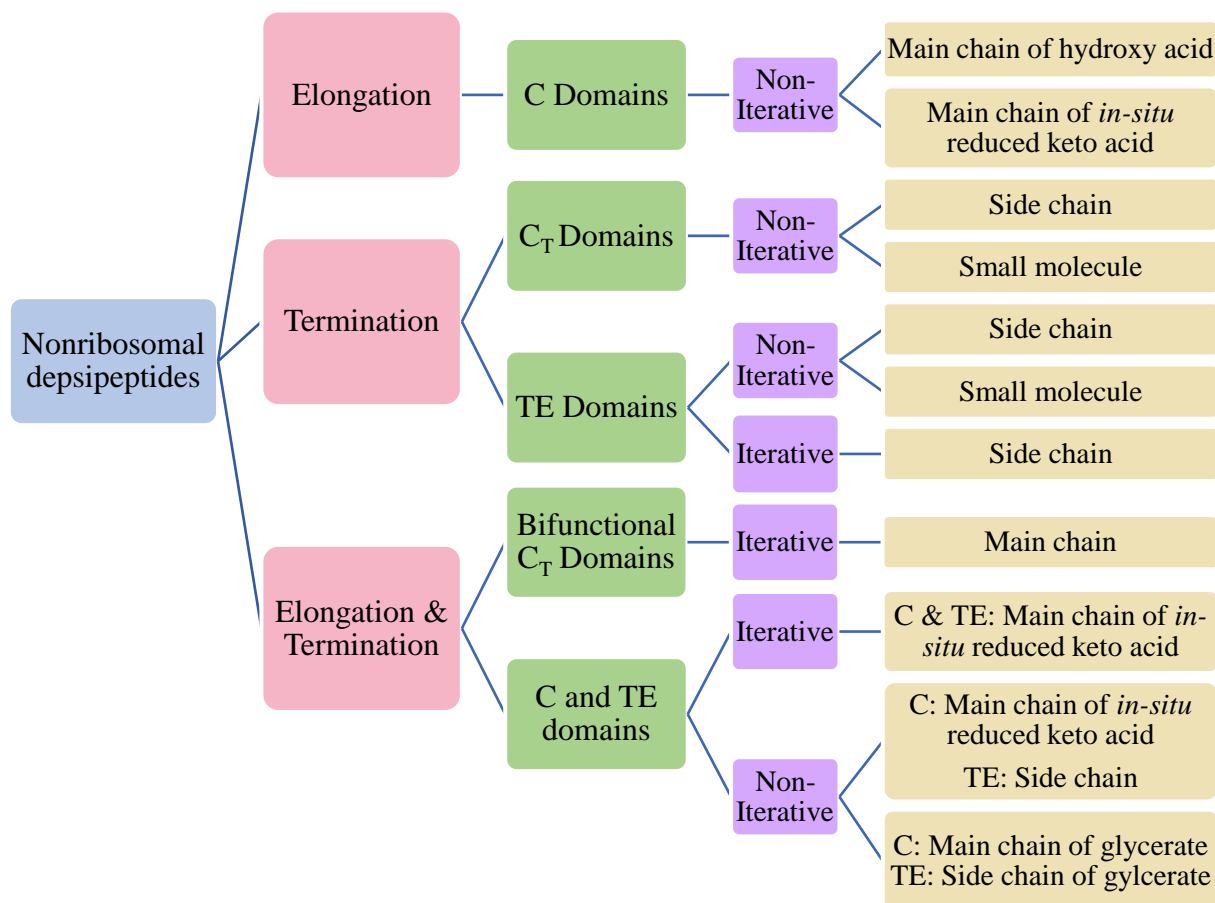 Nonribosomal
depsipeptides
Elongation
C Domains
Non-
Iterative
Main chain of hydroxy acid
Main chain of in-situ
reduced keto acid
Termination
C_T Domains
Non-
Iterative
Side chain
Small molecule
TE Domains
Non-
Iterative
Side chain
Small molecule
Iterative
Side chain
Elongation &
Termination
Bifunctional
C_T Domains
Iterative
Main chain
C and TE
domains
Iterative
C & TE: Main chain of in-
situ reduced keto acid
Non-
Iterative
C: Main chain of in-situ
reduced keto acid
TE: Side chain
C: Main chain of glycerate
TE: Side chain of gylcerate